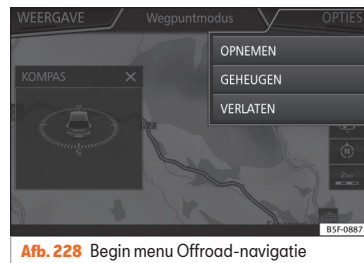 WEERGAVE
Wegpuntmodus
OPTIES
OPNEMEN
GEHEUGEN
VERLATEN
KOMPAS
S
B5F-0887
Afb. 228 Begin menu Offroad-navigatie